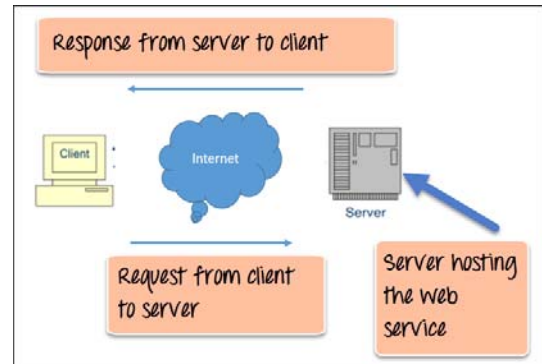 Response from server to client
Client
Internet
Server
Request from client
to server
Server hosting
the web
service